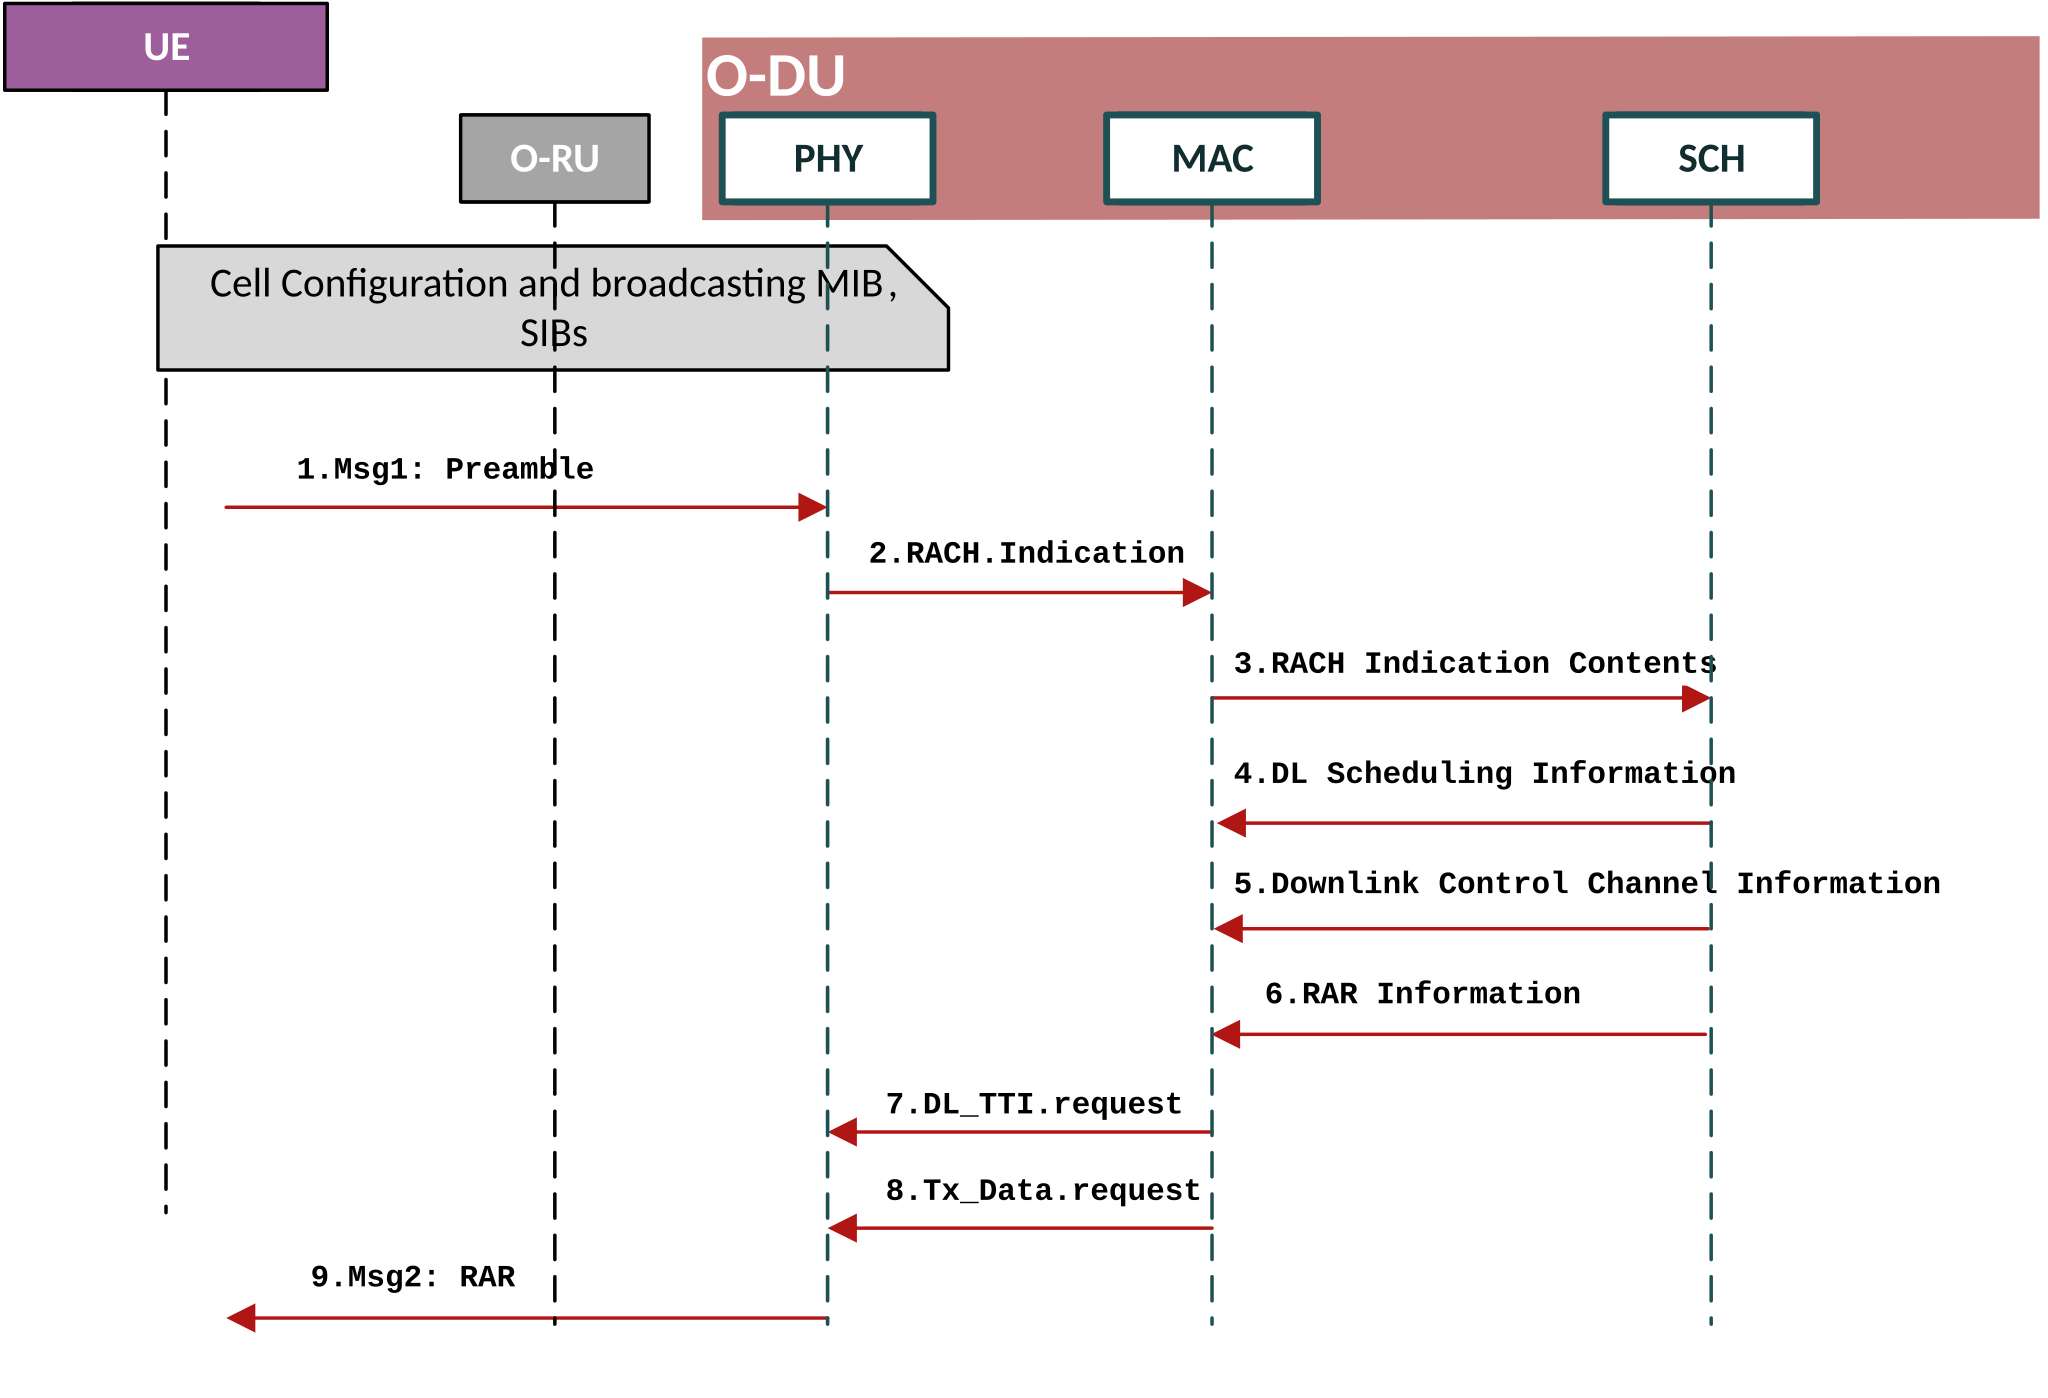 UE
O-DU
O-RU
PHY
MAC
SCH
Cell Configuration and broadcasting MIB,
SIBs
1.Msg1: Preamble
2.RACH.Indication
3.RACH Indication Contents
4.DL Scheduling Information
5.Downlink Control Channel Information
6.RAR Information
7.DL_TTI.request
8.Tx_Data.request
9.Msg2: RAR